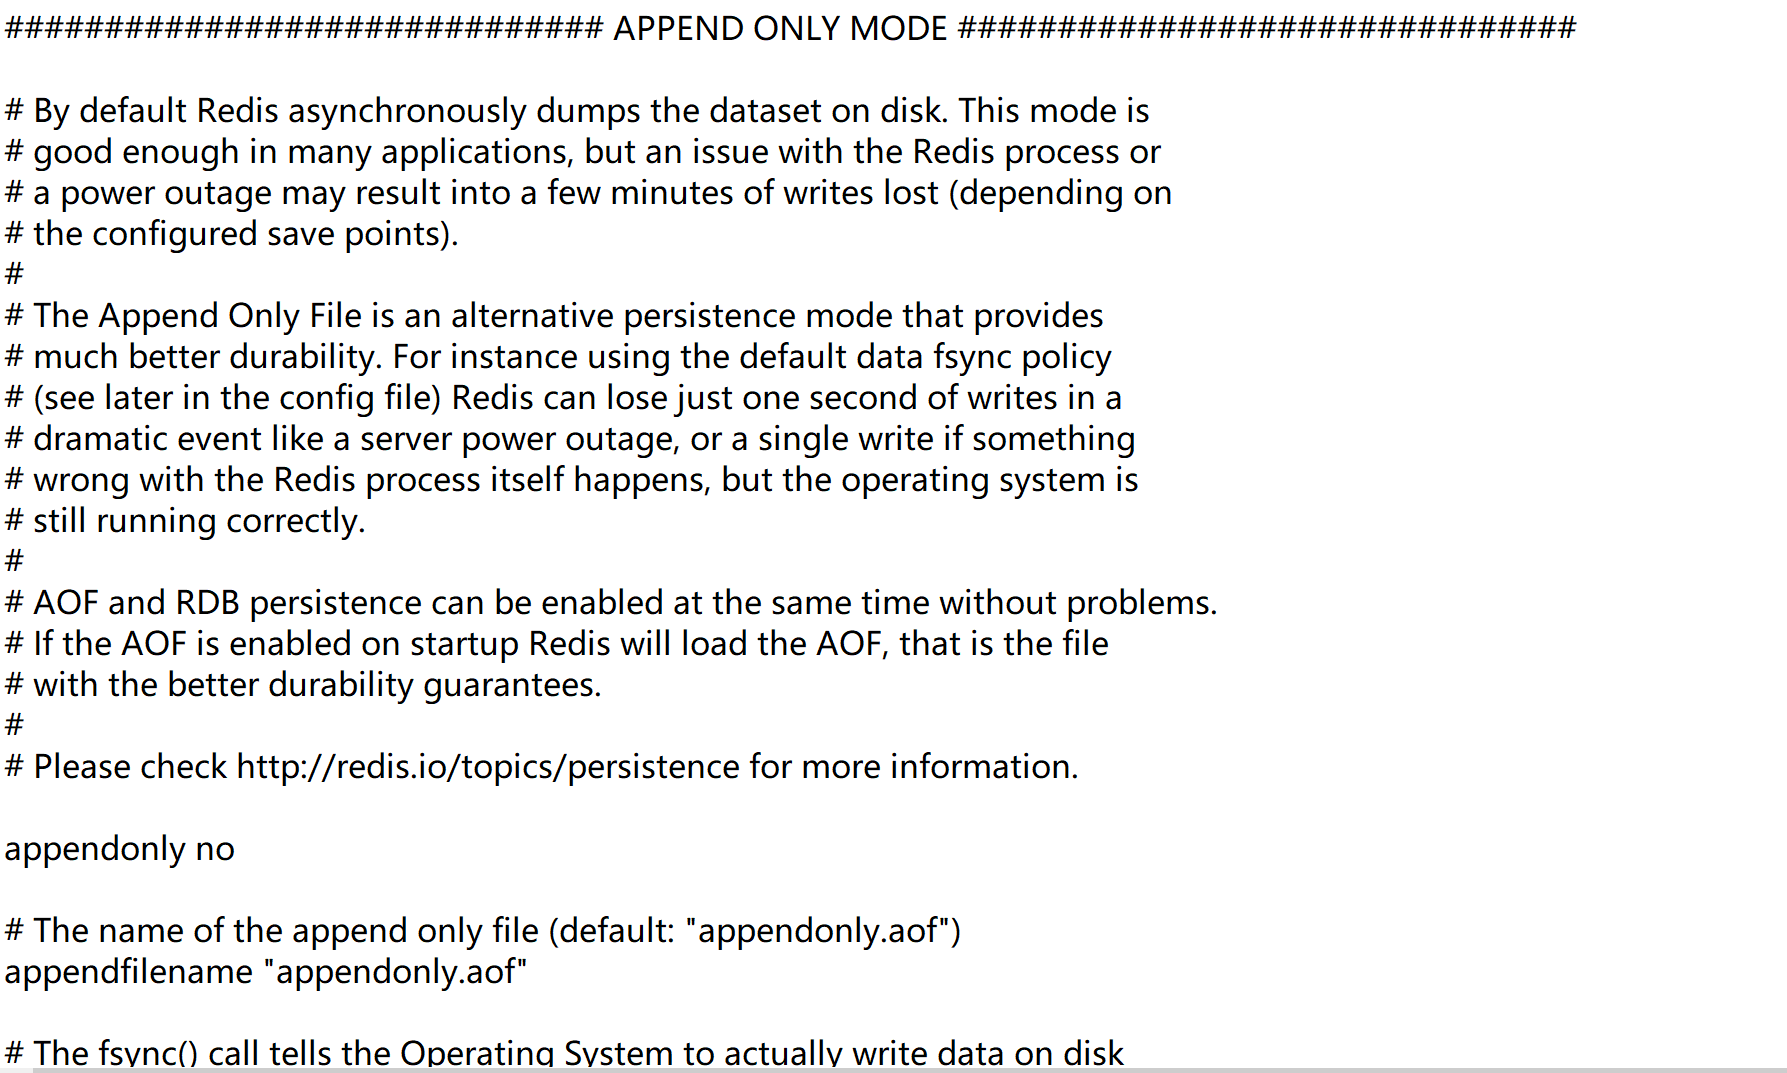 ############################## APPEND ONLY MODE ###############################
# By default Redis asynchronously dumps the dataset on disk. This mode is
# good enough in many applications, but an issue with the Redis process or
# a power outage may result into a few minutes of writes lost (depending on
# the configured save points).
#
# The Append Only File is an alternative persistence mode that provides
# much better durability. For instance using the default data fsync policy
# (see later in the config file) Redis can lose just one second of writes in a
# dramatic event like a server power outage, or a single write if something
# wrong with the Redis process itself happens, but the operating system is
# still running correctly.
#
# AOF and RDB persistence can be enabled at the same time without problems.
# If the AOF is enabled on startup Redis will load the AOF, that is the file
# with the better durability guarantees.
#
# Please check http://redis.io/topics/persistence for more information.
appendonly no
# The name of the append only file (default: "appendonly.aof")
appendfilename "appendonly.aof"
# The fsync() call tells the Operating System to actually write data on disk